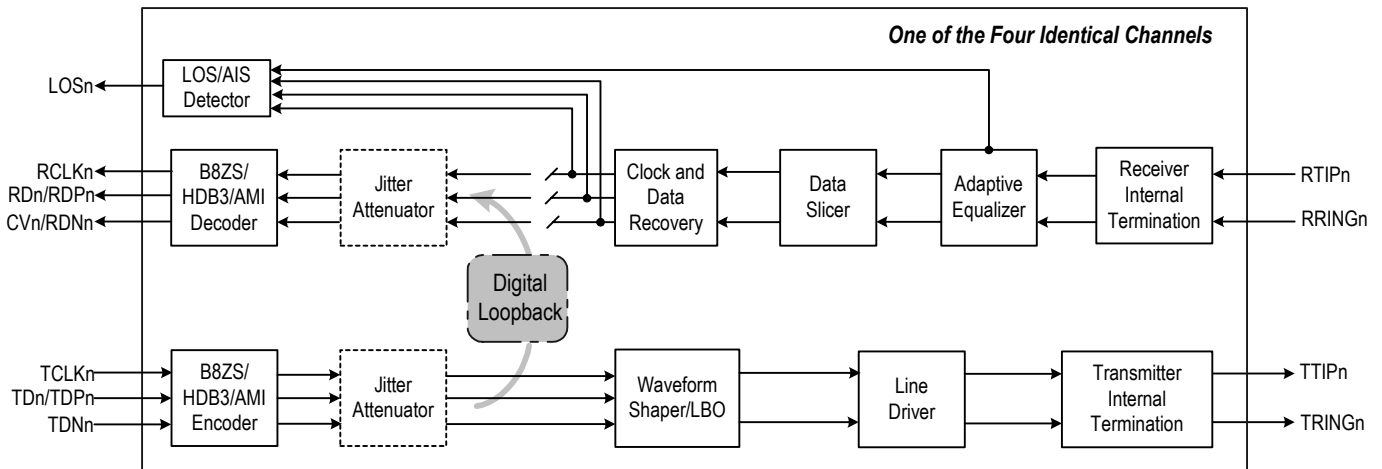 One of the Four Identical Channels
LOSn
LOS/AIS
Detector
RCLKn
RDn/RDPn
CVn/RDNn
B8ZS/
HDB3/AMI
Decoder
Jitter
Attenuator
Clock and
Data
Recovery
Data
Slicer
Adaptive
Equalizer
Receiver
Internal
Termination
RTIPn
RRINGn
Digital
Loopback
TCLKn
TDn/TDPn
TDNn
B8ZS/
HDB3/AMI
Encoder
Jitter
Attenuator
Waveform
Shaper/LBO
Line
Driver
Transmitter
Internal
Termination
TTIPn
TRINGn